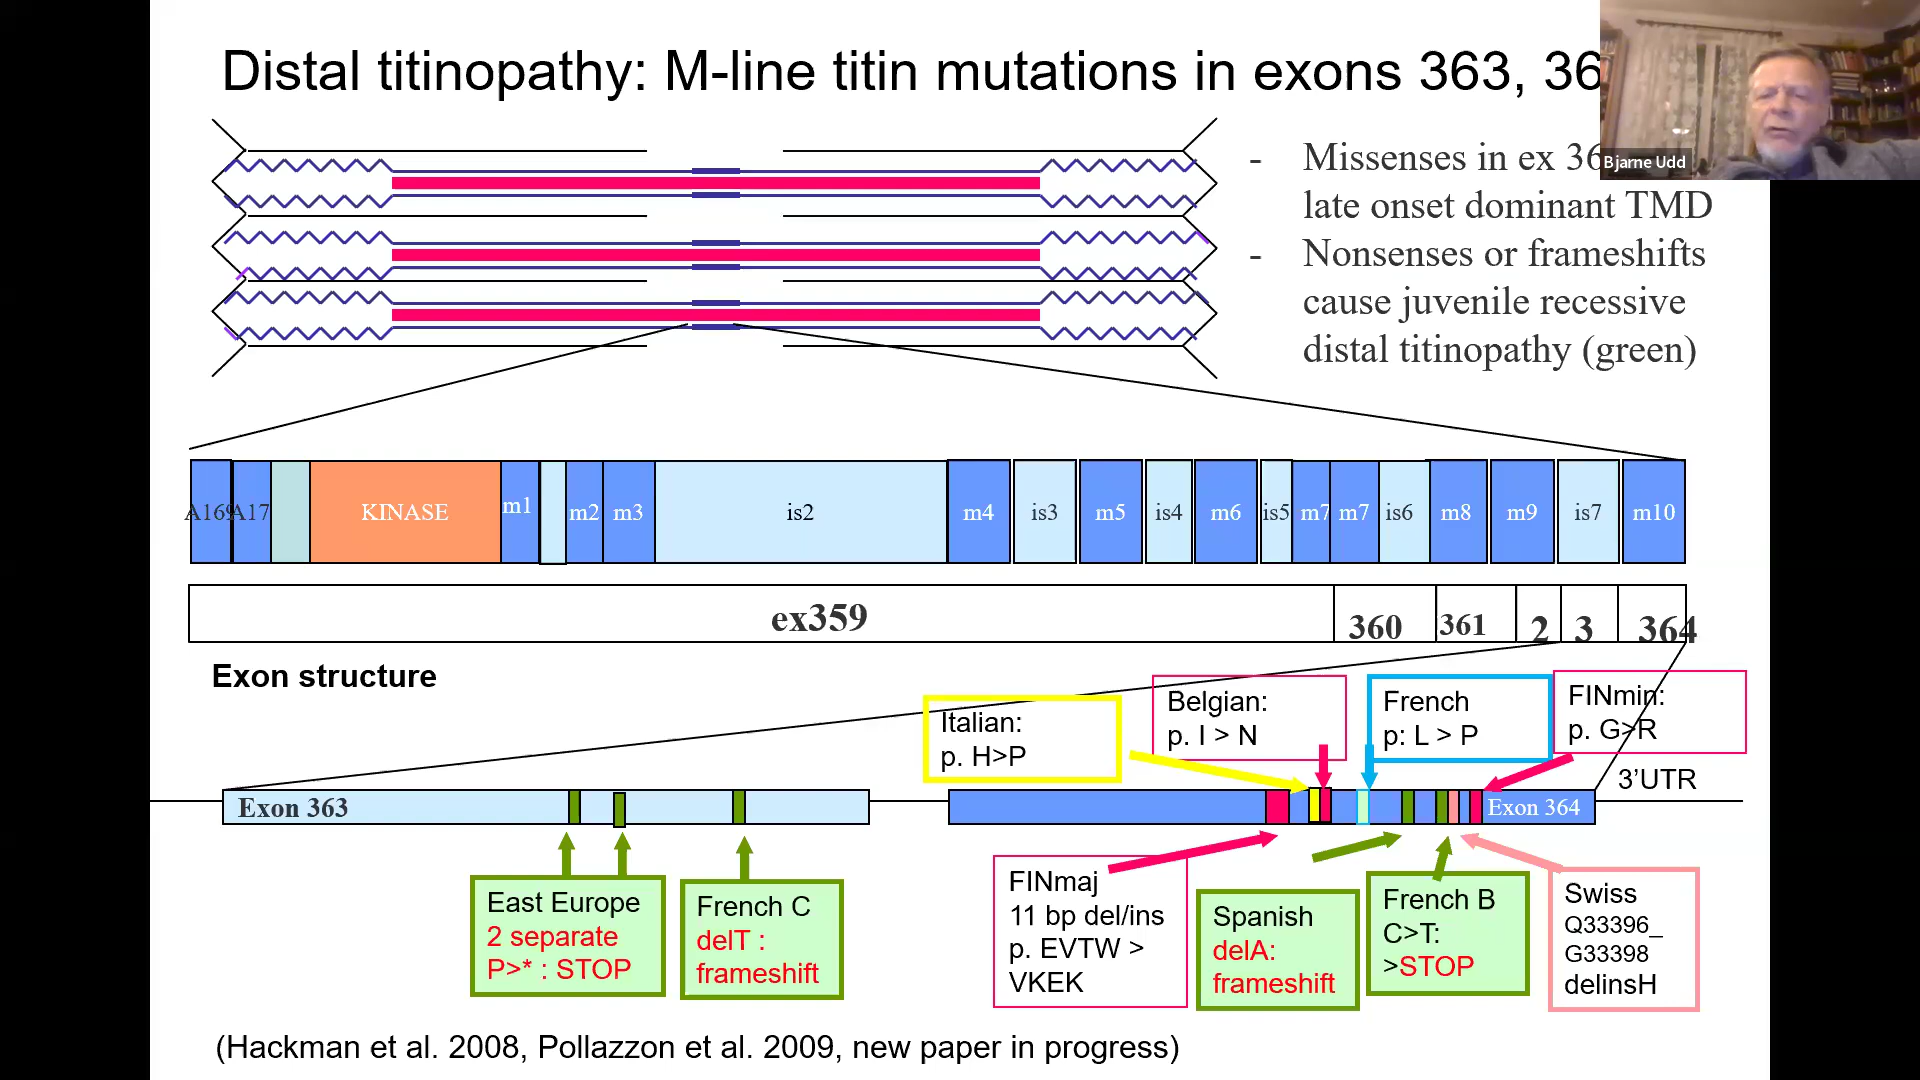 Distal titinopathy: M-line titin mutations in exons 363, 36
Bjarne Udd
- Missenses in ex 36
late onset dominant TMD
- Nonsenses or frameshifts
cause juvenile recessive
distal titinopathy (green)
A169 A17 KINASE m1 m2 m3 is2 m4 is3 m5 is4 m6 is5 m7 m7 is6 m8 m9 is7 m10
ex359 360 361 2 3 364
Exon structure
Italian:
p. H>P
Belgian:
p. I > N
French
p: L > P
FINmin:
p. G>R
3’UTR
Exon 363
Exon 364
East Europe
2 separate
P>* : STOP
French C
delT :
frameshift
FINmaj
11 bp del/ins
p. EVTW >
VKEK
Spanish
delA:
frameshift
French B
C>T:
>STOP
Swiss
Q33396_
G33398
delinsH
(Hackman et al. 2008, Pollazzon et al. 2009, new paper in progress)